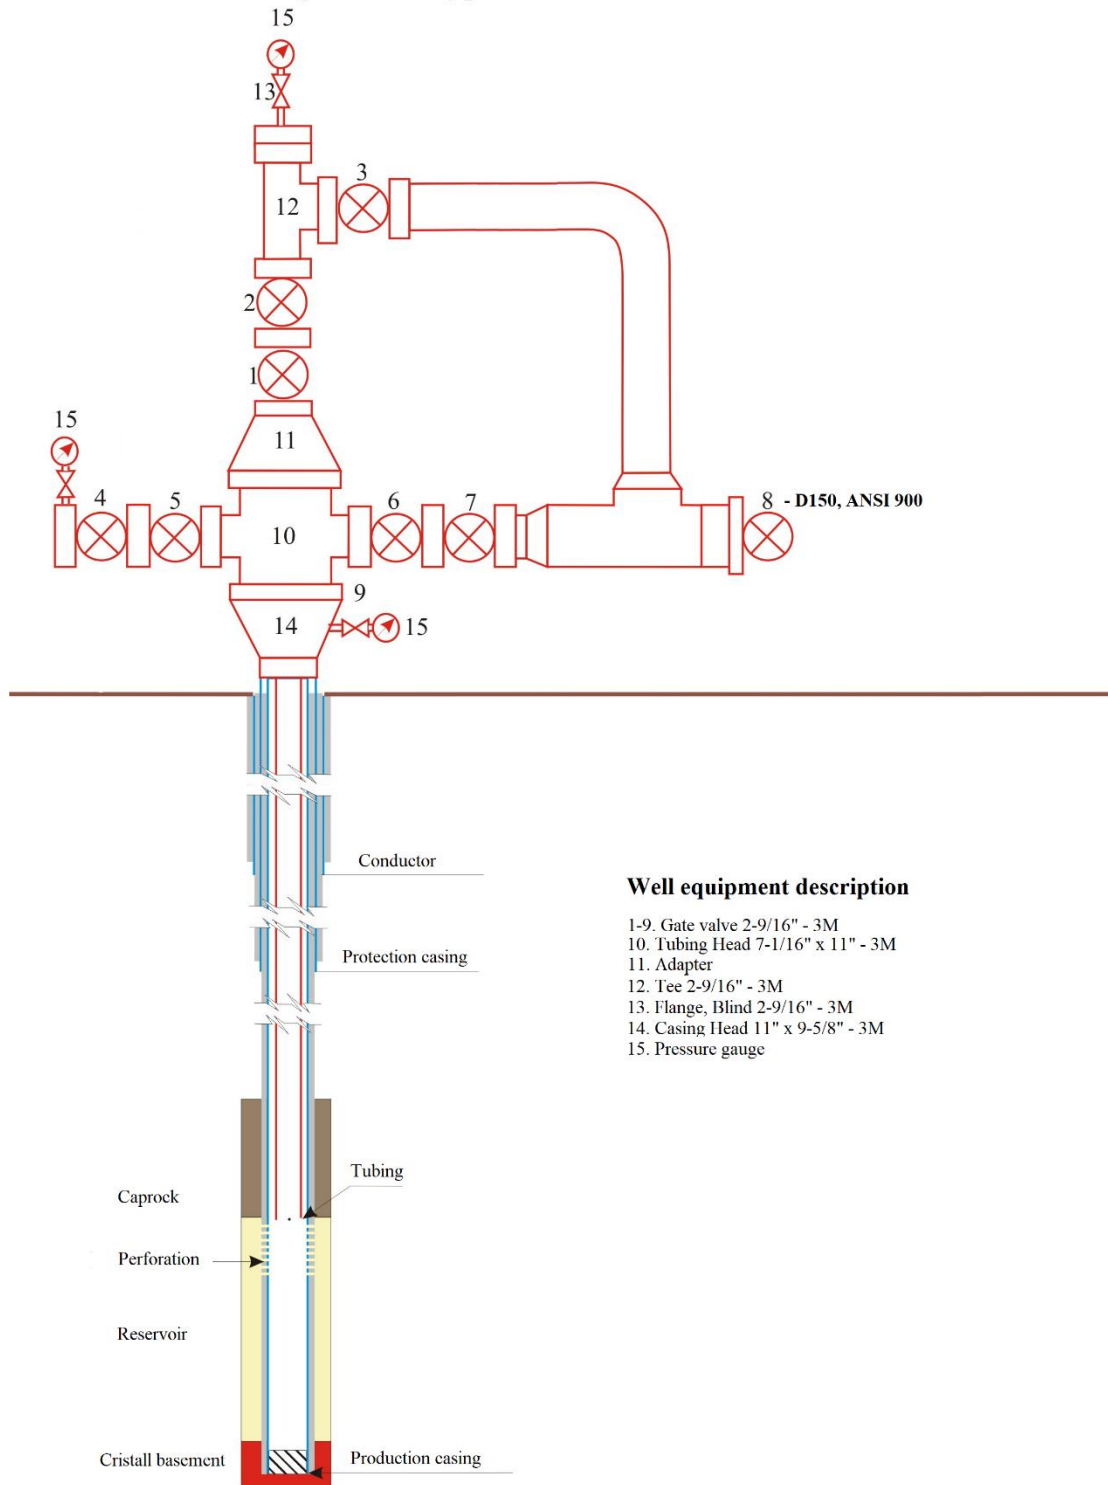 15
13
3
12
2
1
15
11
4
5
6
7
8 - D150, ANSI 900
10
9
14
15
Conductor
Well equipment description
1-9. Gate valve 2-9/16" - 3M
10. Tubing Head 7-1/16" x 11" - 3M
11. Adapter
12. Tee 2-9/16" - 3M
13. Flange, Blind 2-9/16" - 3M
14. Casing Head 11" x 9-5/8" - 3M
15. Pressure gauge
Protection casing
Tubing
Caprock
Perforation
Reservoir
Cristall basement
Production casing